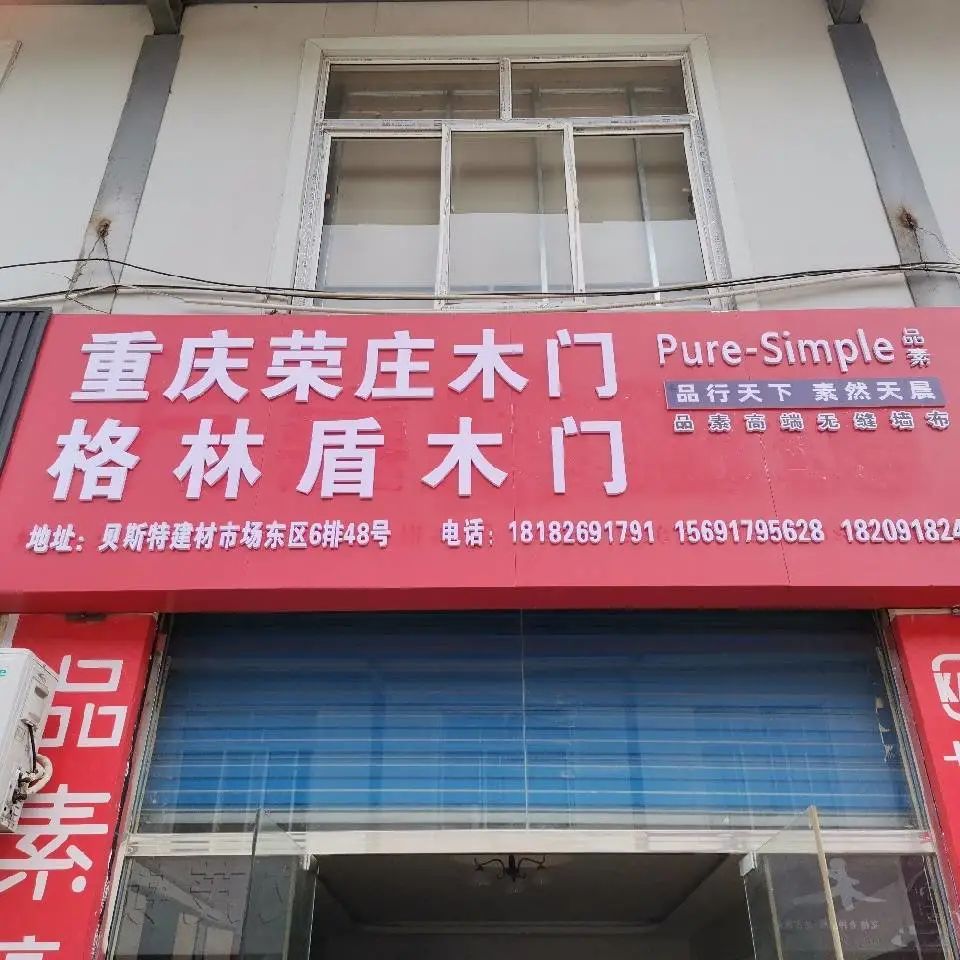 重庆荣庄木门
Pure-Simple 品素
品行天下 素然天晨
格林盾木门
品素高端无缝墙布
地址：贝斯特建材市场东区6排48号 电话：18182691791 15691795628 182091824
品素